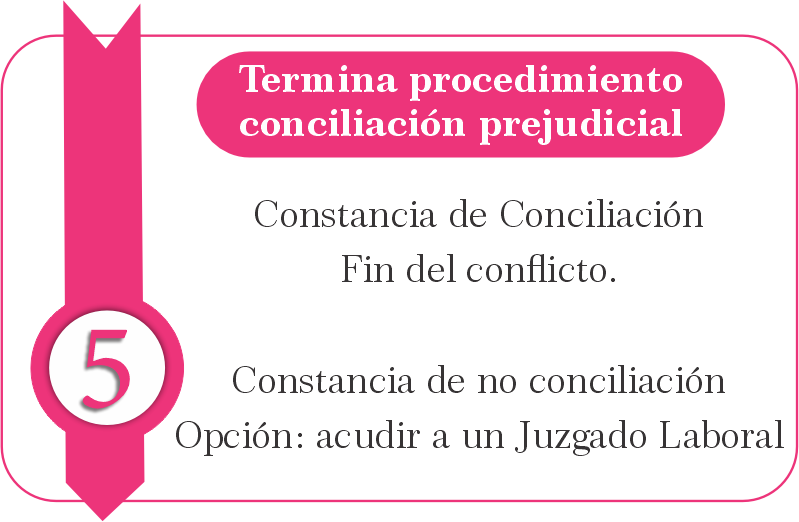 Termina procedimiento
conciliación prejudicial
Constancia de Conciliación
Fin del conflicto.
5
Constancia de no conciliación
Opción: acudir a un Juzgado Laboral